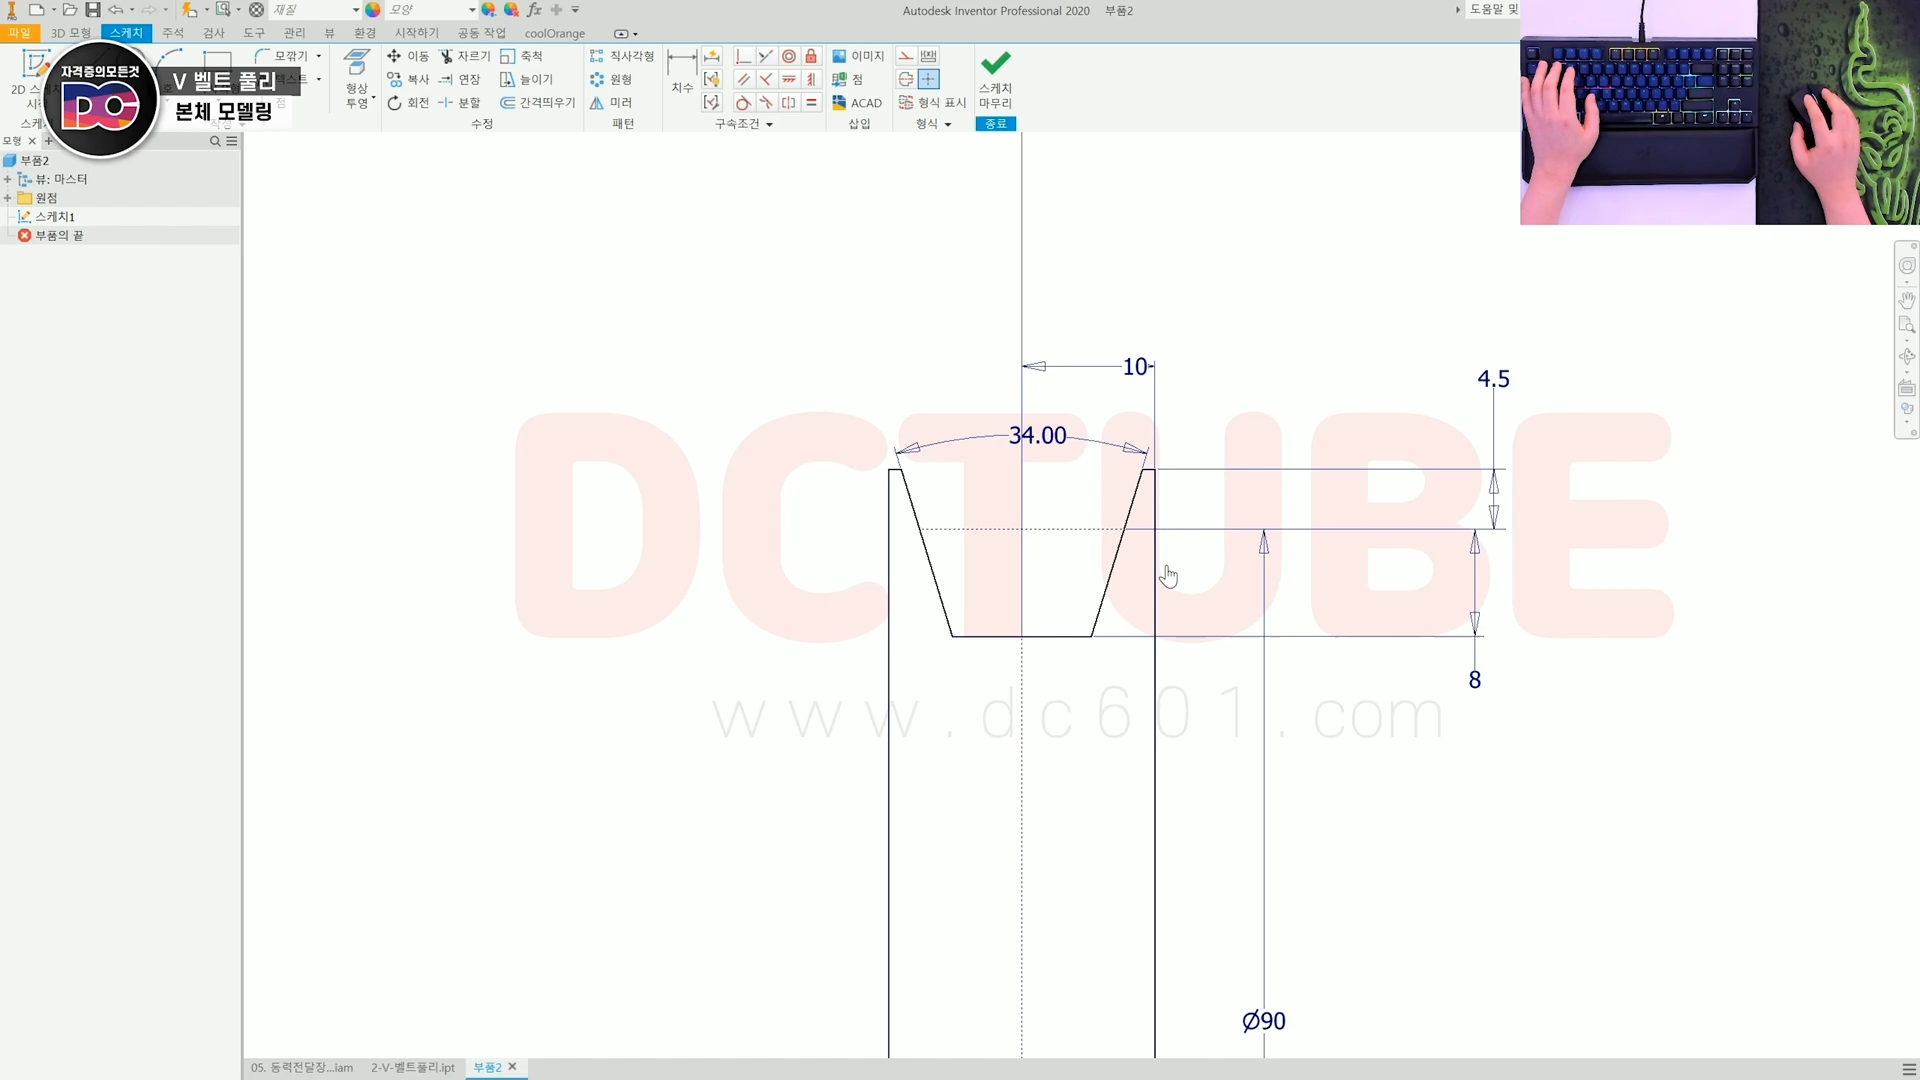 재질
모양
fx
Autodesk Inventor Professional 2020 부품2
도움말 및
파일 3D 모형 스케치 주석 검사 도구 관리 뷰 환경 시작하기 공동 작업 coolOrange
모깎기 이동 자르기 축척 직사각형 이미지
복사 연장 늘이기 원형 점
회전 분할 간격띄우기 미러 ACAD 형식 표시
형상
투영
치수
스케치
마무리
수정 패턴 구속조건 삽입 형식 종료
자격증의모든것
DC
V 벨트 풀리
본체 모델링
모형
부품2
뷰: 마스터
원점
스케치1
부품의 끝
10
4.5
34.00
DCTUBE
8
www.dc601.com
Ø90
05. 동력전달장...iam 2-V-벨트풀리.ipt 부품2